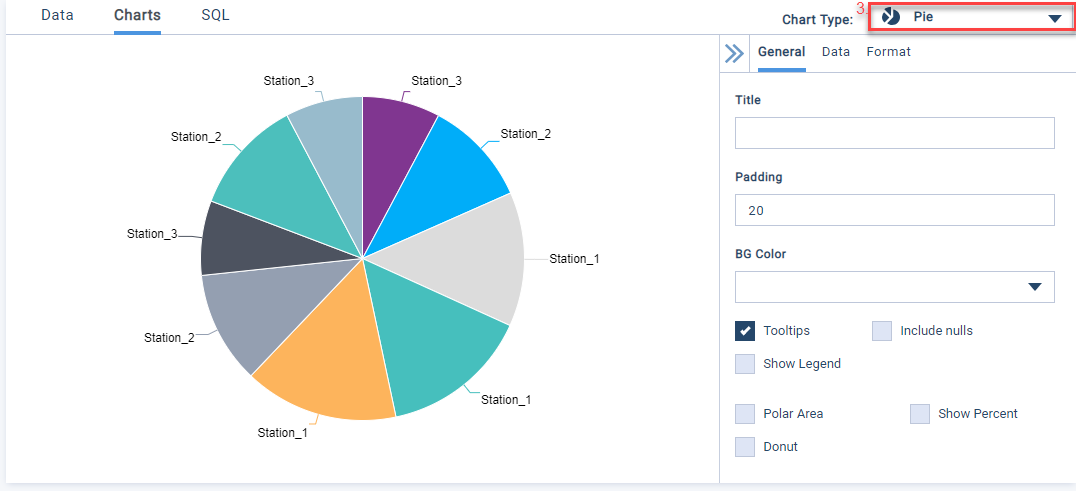 Data Charts SQL
Chart Type: 3. Pie
General Data Format
Title
Padding
20
BG Color
Tooltips Include nulls
Show Legend
Polar Area Show Percent
Donut
Station_3 Station_3
Station_2 Station_2
Station_3 Station_1
Station_2
Station_1
Station_1